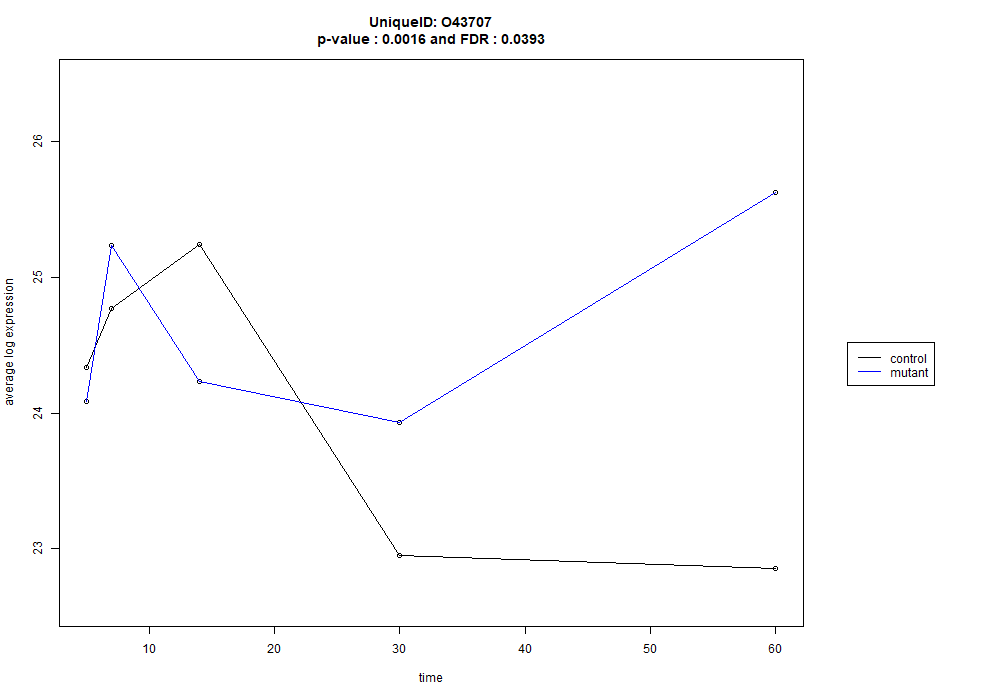 UniqueID: O43707
p-value : 0.0016 and FDR : 0.0393
26
25
24
23
average log expression
10 20 30 40 50 60
time
control
mutant